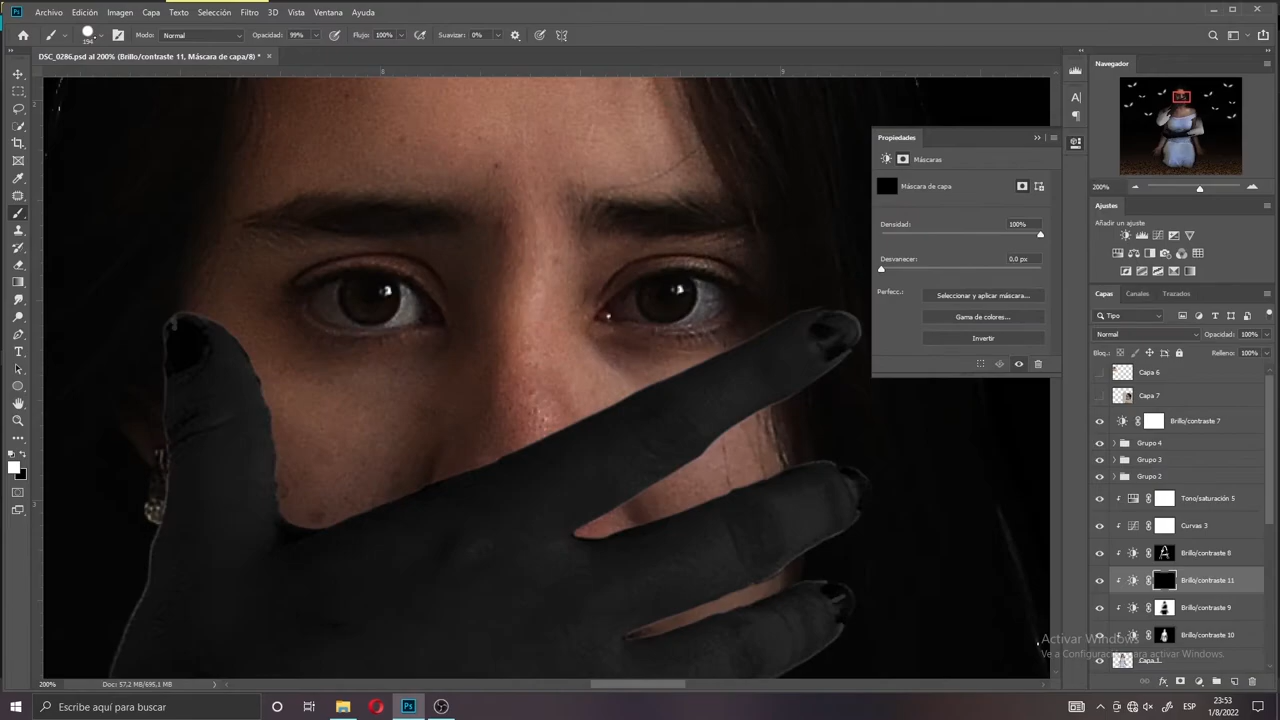 Archivo Edición Imagen Capa Texto Selección Filtro 3D Vista Ventana Ayuda
194 Modo: Normal Opacidad: 99% Flujo: 100% Suavizar: 0%
DSC_0286.psd al 200% (Brillo/contraste 11, Máscara de capa/8) *
8 9
2
3
Propiedades
Máscaras
Máscara de capa
Densidad: 100%
Desvanecer: 0,0 px
Perfecc.: Seleccionar y aplicar máscara...
Gama de colores...
Invertir
Navegador
200%
Ajustes
Añadir un ajuste
Capas Canales Trazados
Tipo
Normal Opacidad: 100%
Bloq.: Relleno: 100%
Capa 6
Capa 7
Brillo/contraste 7
Grupo 4
Grupo 3
Grupo 2
Tono/saturación 5
Curvas 3
Brillo/contraste 8
Brillo/contraste 11
Brillo/contraste 9
Brillo/contraste 10
Activar Windows
Ve a Configuración para activar Windows.
200% Doc: 57,2 MB/695,1 MB
Escribe aquí para buscar
ESP
23:53
1/8/2022